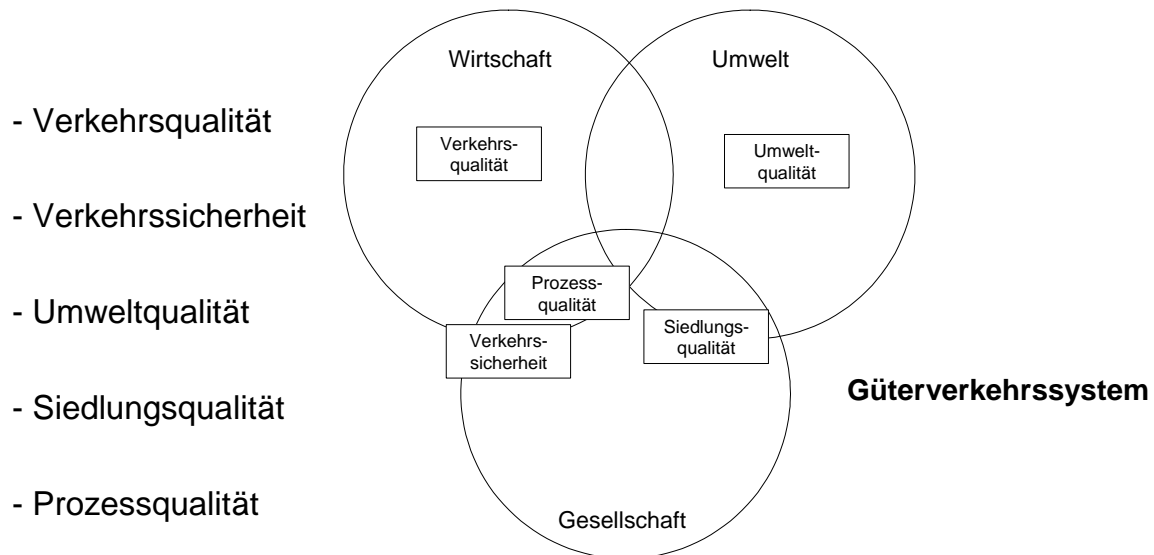 - Verkehrsqualität
- Verkehrssicherheit
- Umweltqualität
- Siedlungsqualität
- Prozessqualität
Wirtschaft
Umwelt
Verkehrs-
qualität
Umwelt-
qualität
Prozess-
qualität
Verkehrs-
sicherheit
Siedlungs-
qualität
Gesellschaft
Güterverkehrssystem